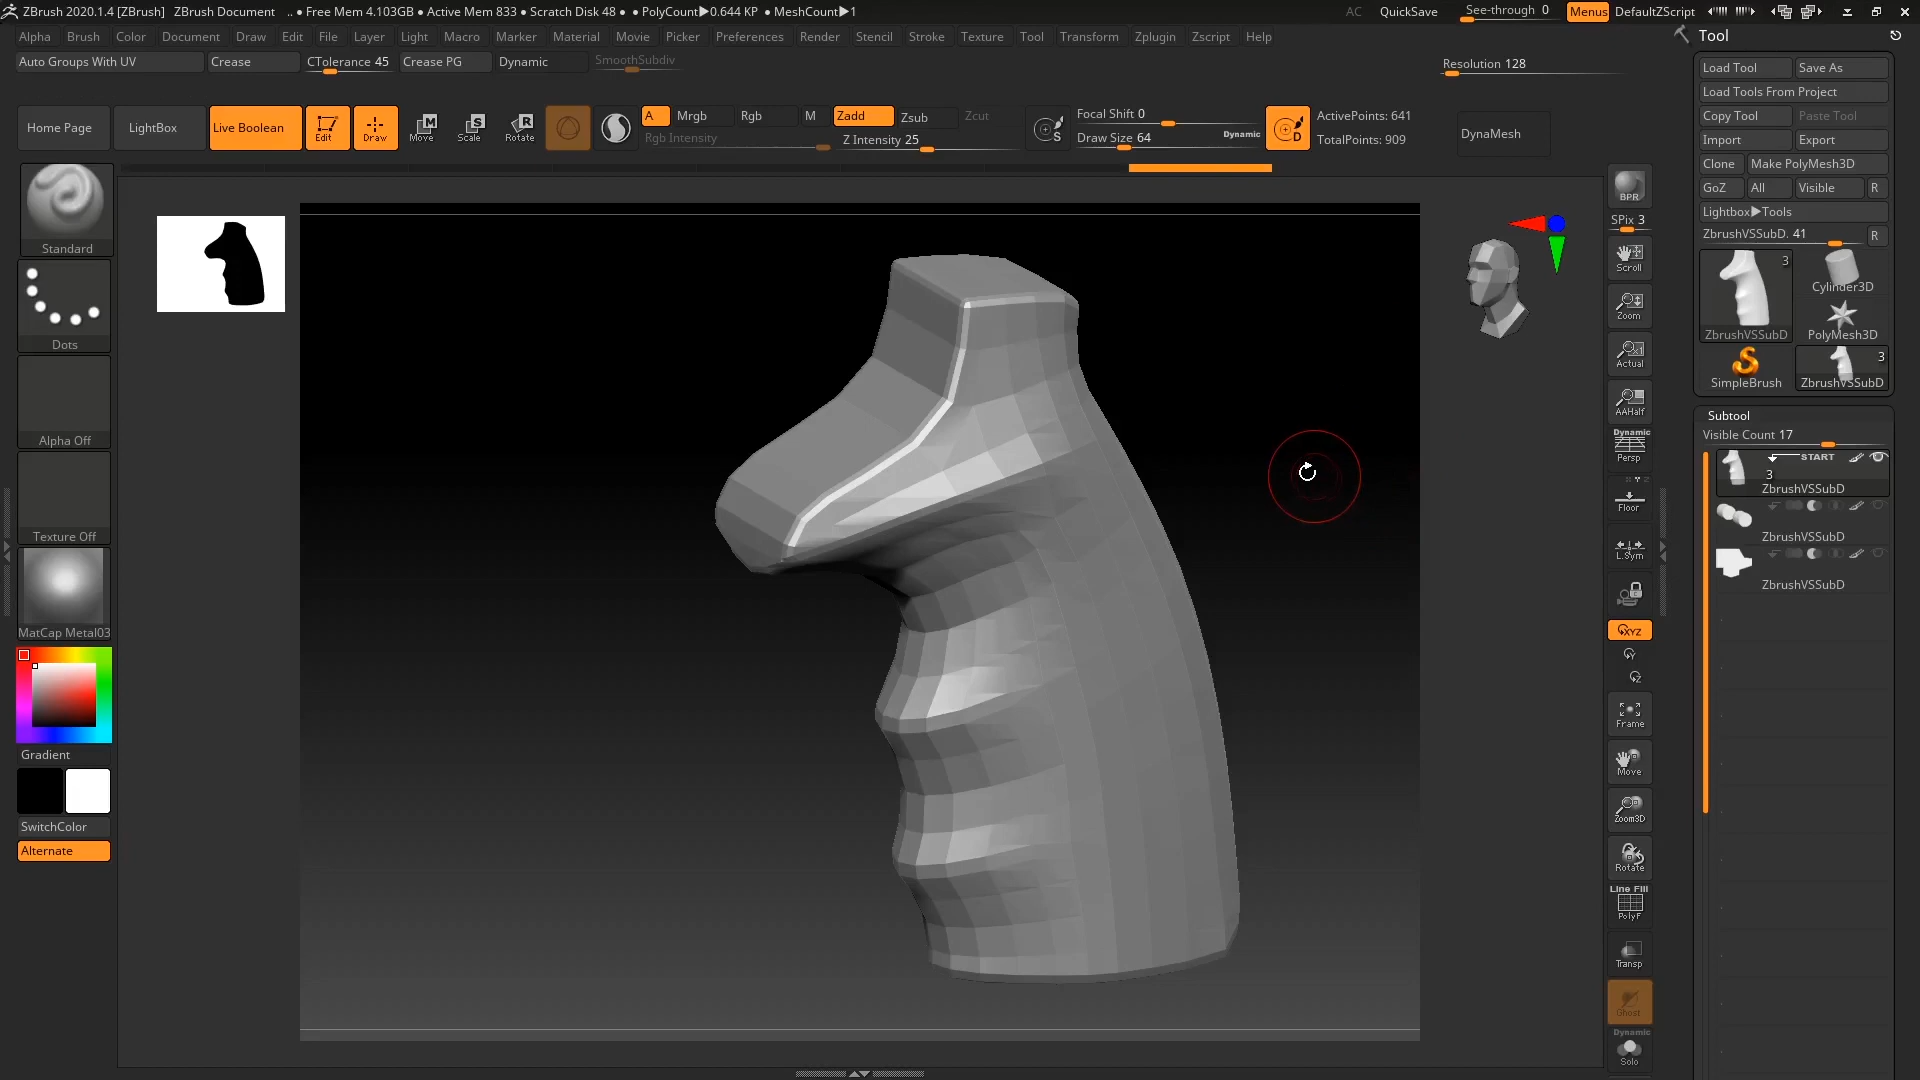 ZBrush 2020.1.4 [ZBrush] ZBrush Document .. ● Free Mem 4.103GB ● Active Mem 833 ● Scratch Disk 48 ● ● PolyCount▶0.644 KP ● MeshCount▶1 AC QuickSave See-through 0 Menus DefaultZScript
Alpha Brush Color Document Draw Edit File Layer Light Macro Marker Material Movie Picker Preferences Render Stencil Stroke Texture Tool Transform Zplugin Zscript Help
Auto Groups With UV Crease CTolerance 45 Crease PG Dynamic SmoothSubdiv Resolution 128
Home Page LightBox Live Boolean Edit Draw Move Scale Rotate
M S R
A Mrgb Rgb M Zadd Zsub Zcut
Rgb Intensity Z Intensity 25
S
Focal Shift 0
Draw Size 64 Dynamic
D
ActivePoints: 641
TotalPoints: 909
DynaMesh
Standard
Dots
Alpha Off
Texture Off
MatCap Metal03
Gradient
SwitchColor
Alternate
BPR
SPix 3
Scroll
Zoom
Actual
AAHalf
Dynamic
Persp
Floor
L.Sym
XYZ
Y
Z
Frame
Move
Zoom3D
Rotate
Line Fill
PolyF
Transp
Ghost
Dynamic
Solo
Tool
Load Tool Save As
Load Tools From Project
Copy Tool Paste Tool
Import Export
Clone Make PolyMesh3D
GoZ All Visible R
Lightbox▶Tools
ZbrushVSSubD. 41 R
3
ZbrushVSSubD
Cylinder3D
PolyMesh3D
SimpleBrush
3
ZbrushVSSubD
Subtool
Visible Count 17
START
3
ZbrushVSSubD
ZbrushVSSubD
ZbrushVSSubD